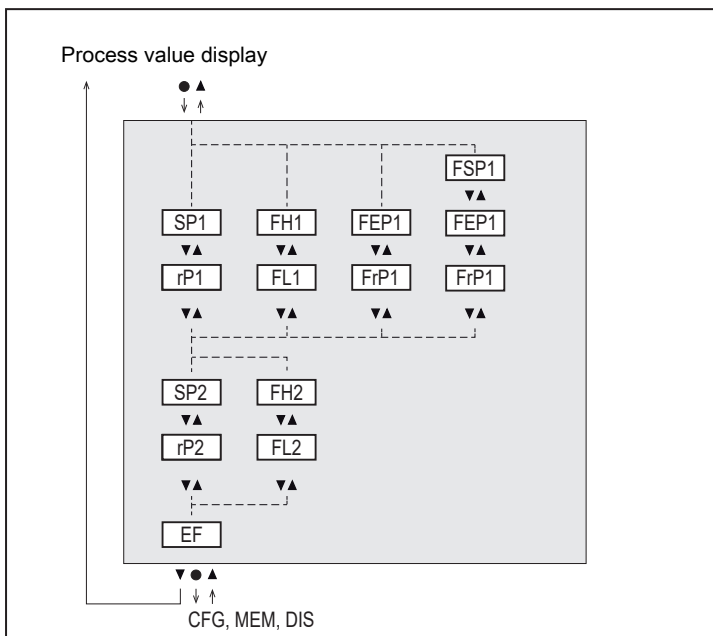 Process value display
● ▲
↓ ↑
FSP1
▼▲
SP1 FH1 FEP1 FEP1
▼▲ ▼▲ ▼▲ ▼▲
rP1 FL1 FrP1 FrP1
▼▲ ▼▲ ▼▲ ▼▲
SP2 FH2
▼▲ ▼▲
rP2 FL2
▼▲ ▼▲
EF
▼ ● ▲
↓ ↑
CFG, MEM, DIS